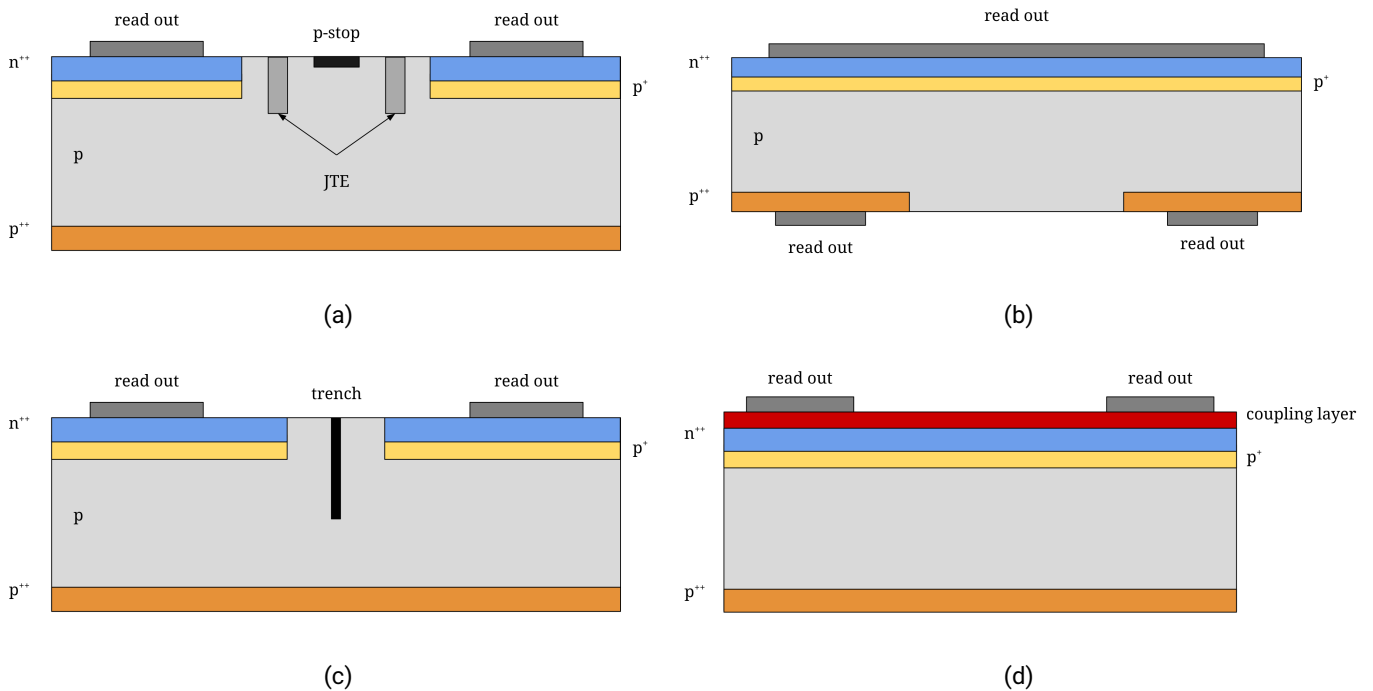 read out
p-stop
read out
n⁺⁺
p⁺
p
JTE
p⁺⁺
(a)
read out
n⁺⁺
p⁺
p
p⁺⁺
read out
read out
(b)
read out
trench
read out
n⁺⁺
p⁺
p
p⁺⁺
(c)
read out
read out
coupling layer
n⁺⁺
p⁺
p⁺⁺
(d)